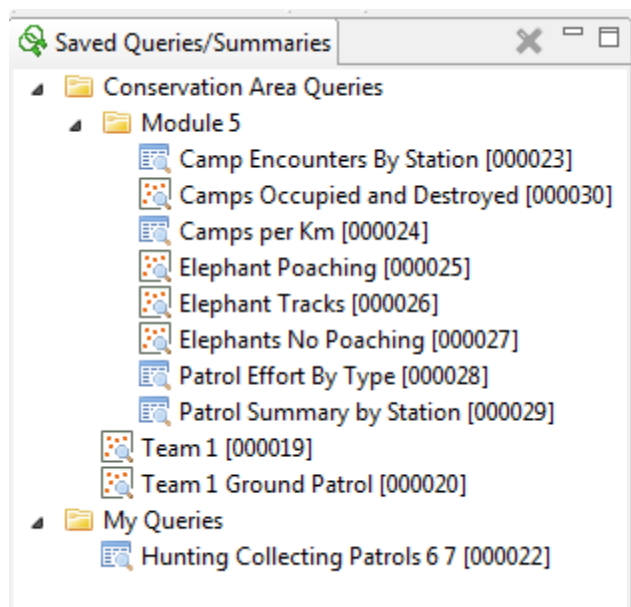 Saved Queries/Summaries
Conservation Area Queries
Module 5
Camp Encounters By Station [000023]
Camps Occupied and Destroyed [000030]
Camps per Km [000024]
Elephant Poaching [000025]
Elephant Tracks [000026]
Elephants No Poaching [000027]
Patrol Effort By Type [000028]
Patrol Summary by Station [000029]
Team 1 [000019]
Team 1 Ground Patrol [000020]
My Queries
Hunting Collecting Patrols 6 7 [000022]